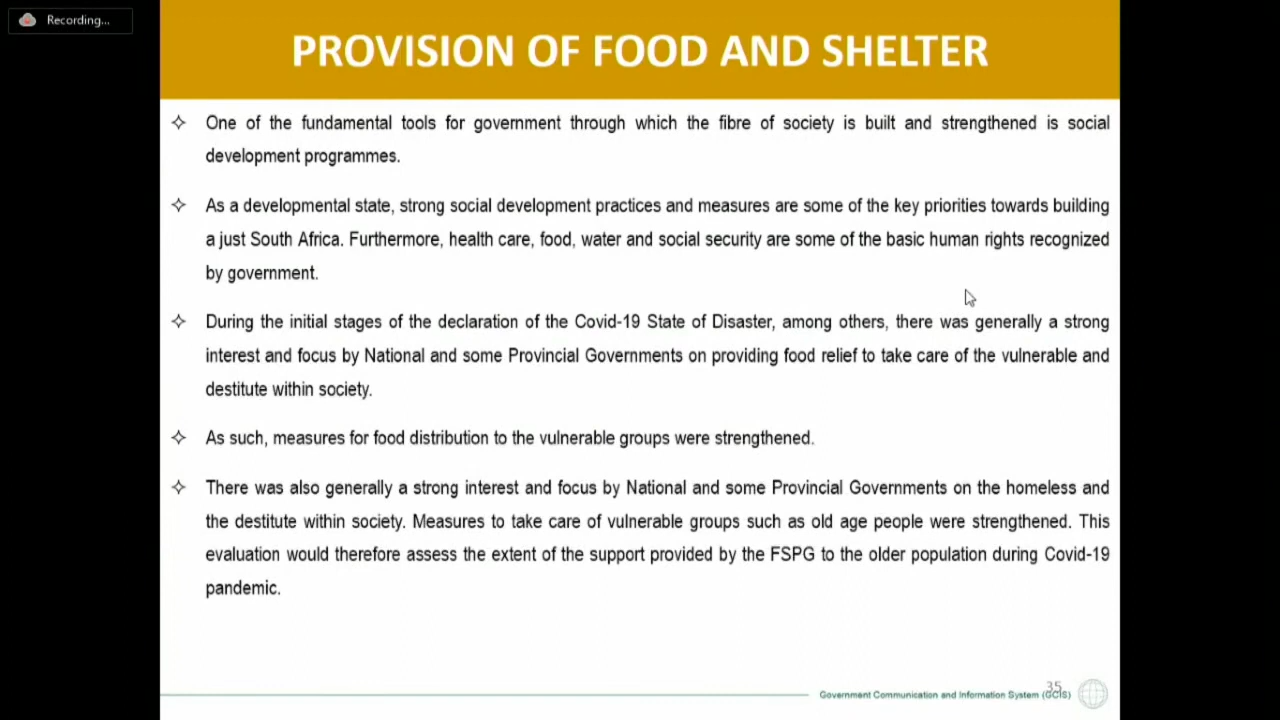 Recording...
PROVISION OF FOOD AND SHELTER
One of the fundamental tools for government through which the fibre of society is built and strengthened is social
development programmes.
As a developmental state, strong social development practices and measures are some of the key priorities towards building
a just South Africa. Furthermore, health care, food, water and social security are some of the basic human rights recognized
by government.
During the initial stages of the declaration of the Covid-19 State of Disaster, among others, there was generally a strong
interest and focus by National and some Provincial Governments on providing food relief to take care of the vulnerable and
destitute within society.
As such, measures for food distribution to the vulnerable groups were strengthened.
There was also generally a strong interest and focus by National and some Provincial Governments on the homeless and
the destitute within society. Measures to take care of vulnerable groups such as old age people were strengthened. This
evaluation would therefore assess the extent of the support provided by the FSPG to the older population during Covid-19
pandemic.
35
Government Communication and Information System (GCIS)